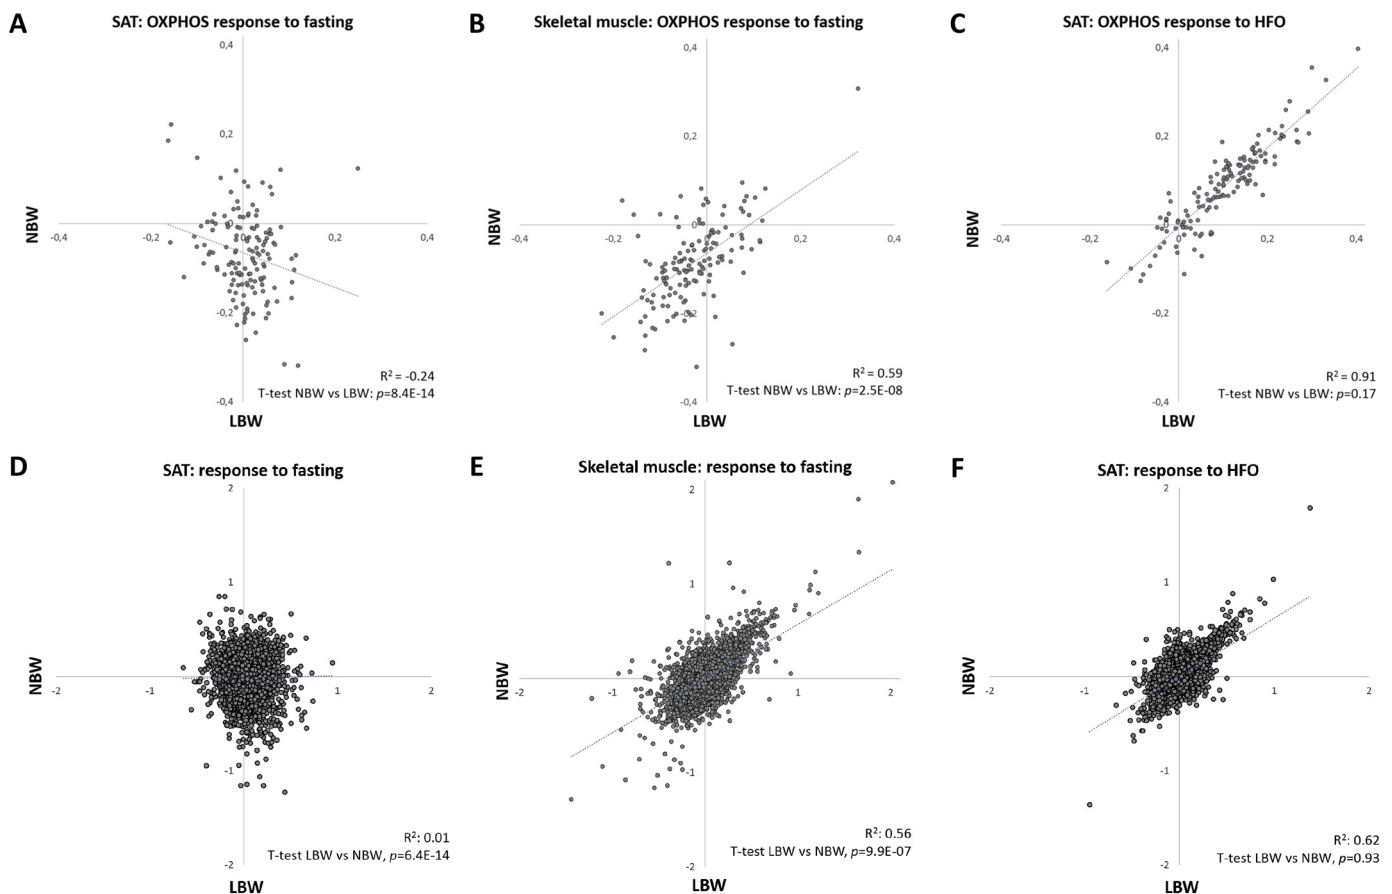 A
SAT: OXPHOS response to fasting
0,4
0,2
0
-0,4
-0,2
0,2
0,4
-0,2
-0,4
NBW
R² = -0.24
T-test NBW vs LBW: p=8.4E-14
LBW
B
Skeletal muscle: OXPHOS response to fasting
0,4
0,2
0
-0,4
-0,2
0,2
0,4
-0,2
-0,4
NBW
R² = 0.59
T-test NBW vs LBW: p=2.5E-08
LBW
C
SAT: OXPHOS response to HFO
0,4
0,2
0
-0,4
-0,2
0
0,2
0,4
-0,2
-0,4
NBW
R² = 0.91
T-test NBW vs LBW: p=0.17
LBW
D
SAT: response to fasting
2
1
-2
-1
1
2
-1
-2
NBW
R²: 0.01
T-test LBW vs NBW, p=6.4E-14
LBW
E
Skeletal muscle: response to fasting
2
1
-2
-1
1
2
-1
-2
NBW
R²: 0.56
T-test LBW vs NBW, p=9.9E-07
LBW
F
SAT: response to HFO
2
1
-2
-1
1
2
-1
-2
NBW
R²: 0.62
T-test LBW vs NBW, p=0.93
LBW